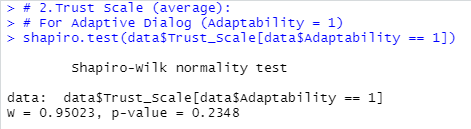 > # 2.Trust Scale (average):
> # For Adaptive Dialog (Adaptability = 1)
> shapiro.test(data$Trust_Scale[data$Adaptability == 1])
Shapiro-Wilk normality test
data:  data$Trust_Scale[data$Adaptability == 1]
W = 0.95023, p-value = 0.2348